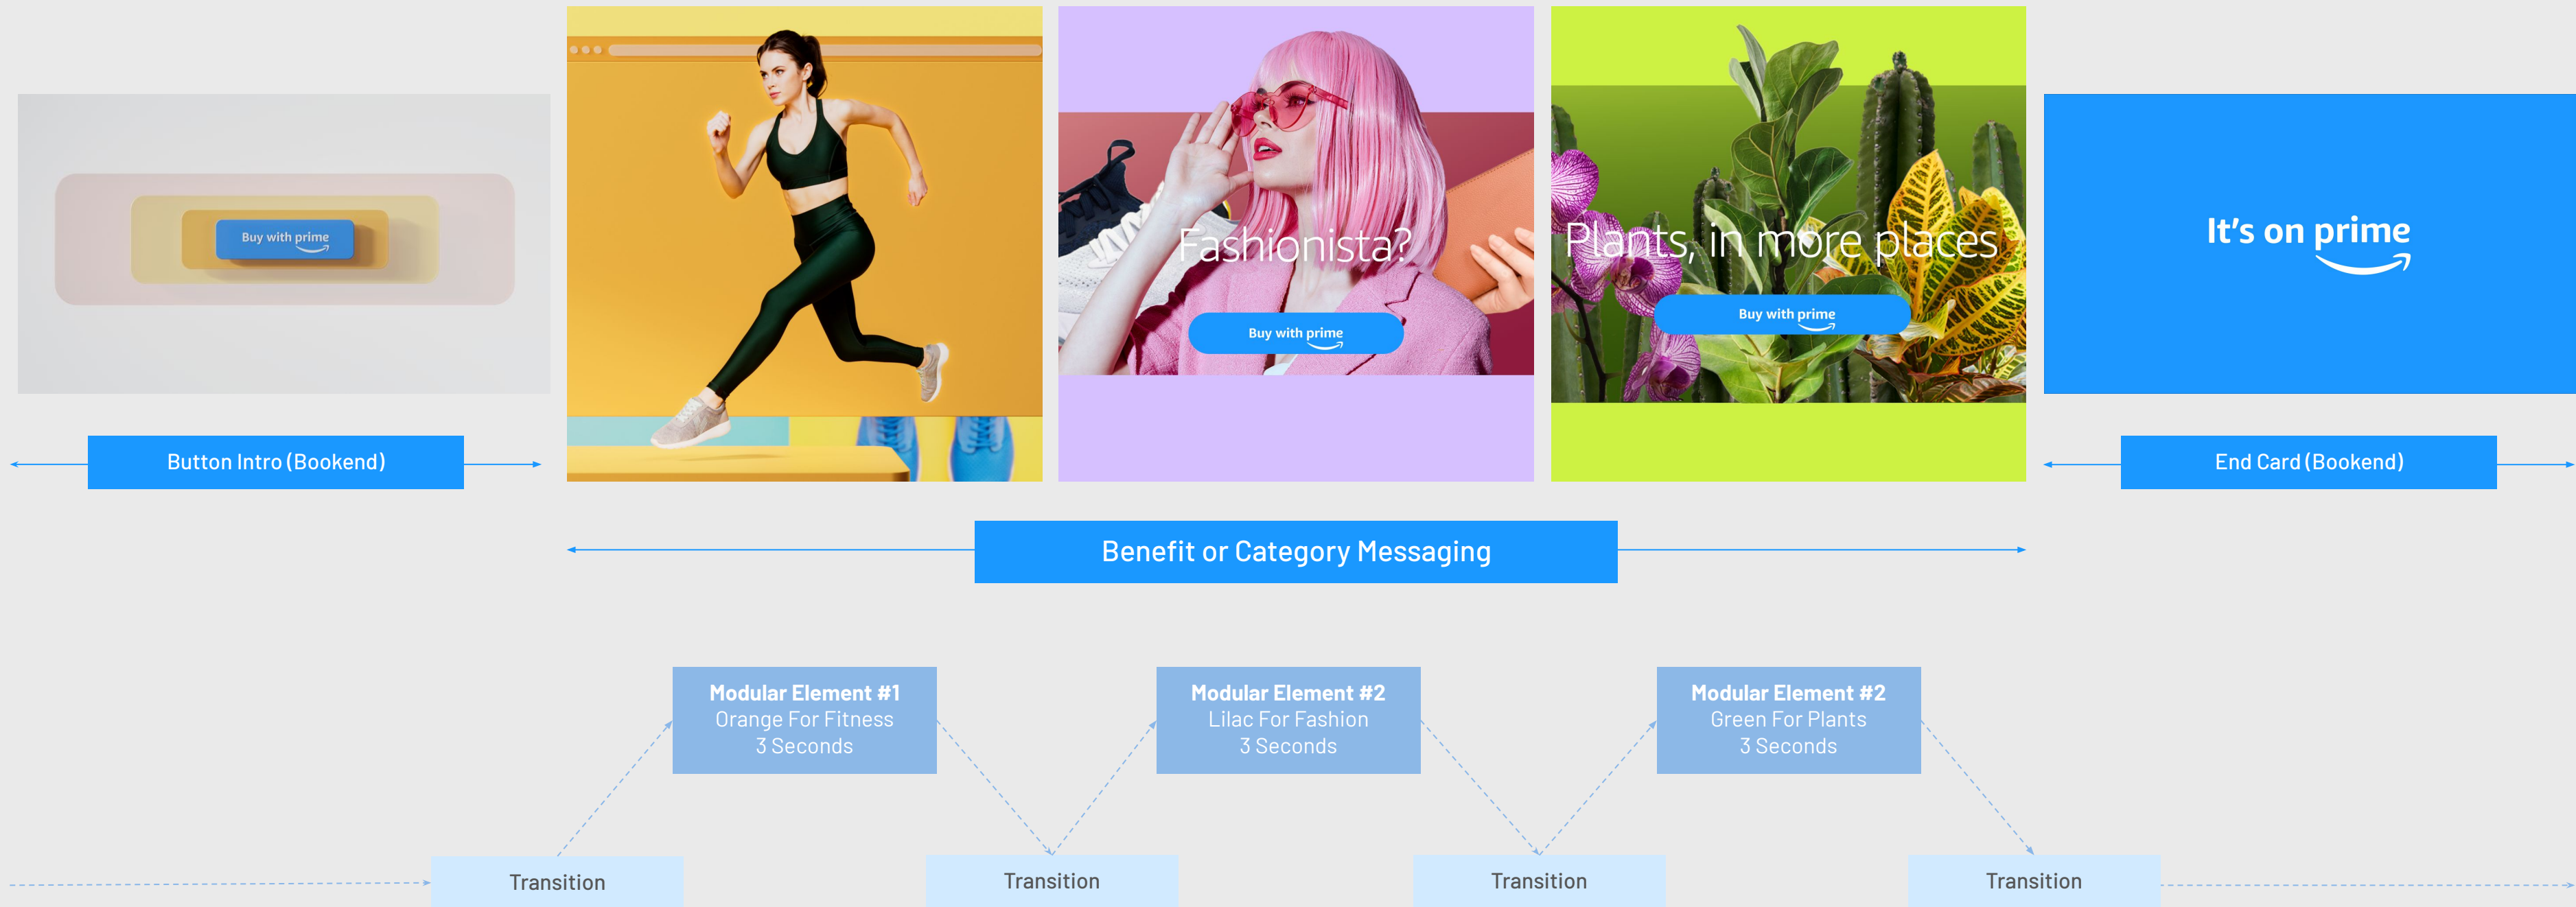 Buy with prime
Fashionista?
Buy with prime
Plants, in more places
Buy with prime
It's on prime
Button Intro (Bookend)
End Card (Bookend)
Benefit or Category Messaging
Modular Element #1
Orange For Fitness
3 Seconds
Modular Element #2
Lilac For Fashion
3 Seconds
Modular Element #2
Green For Plants
3 Seconds
Transition
Transition
Transition
Transition